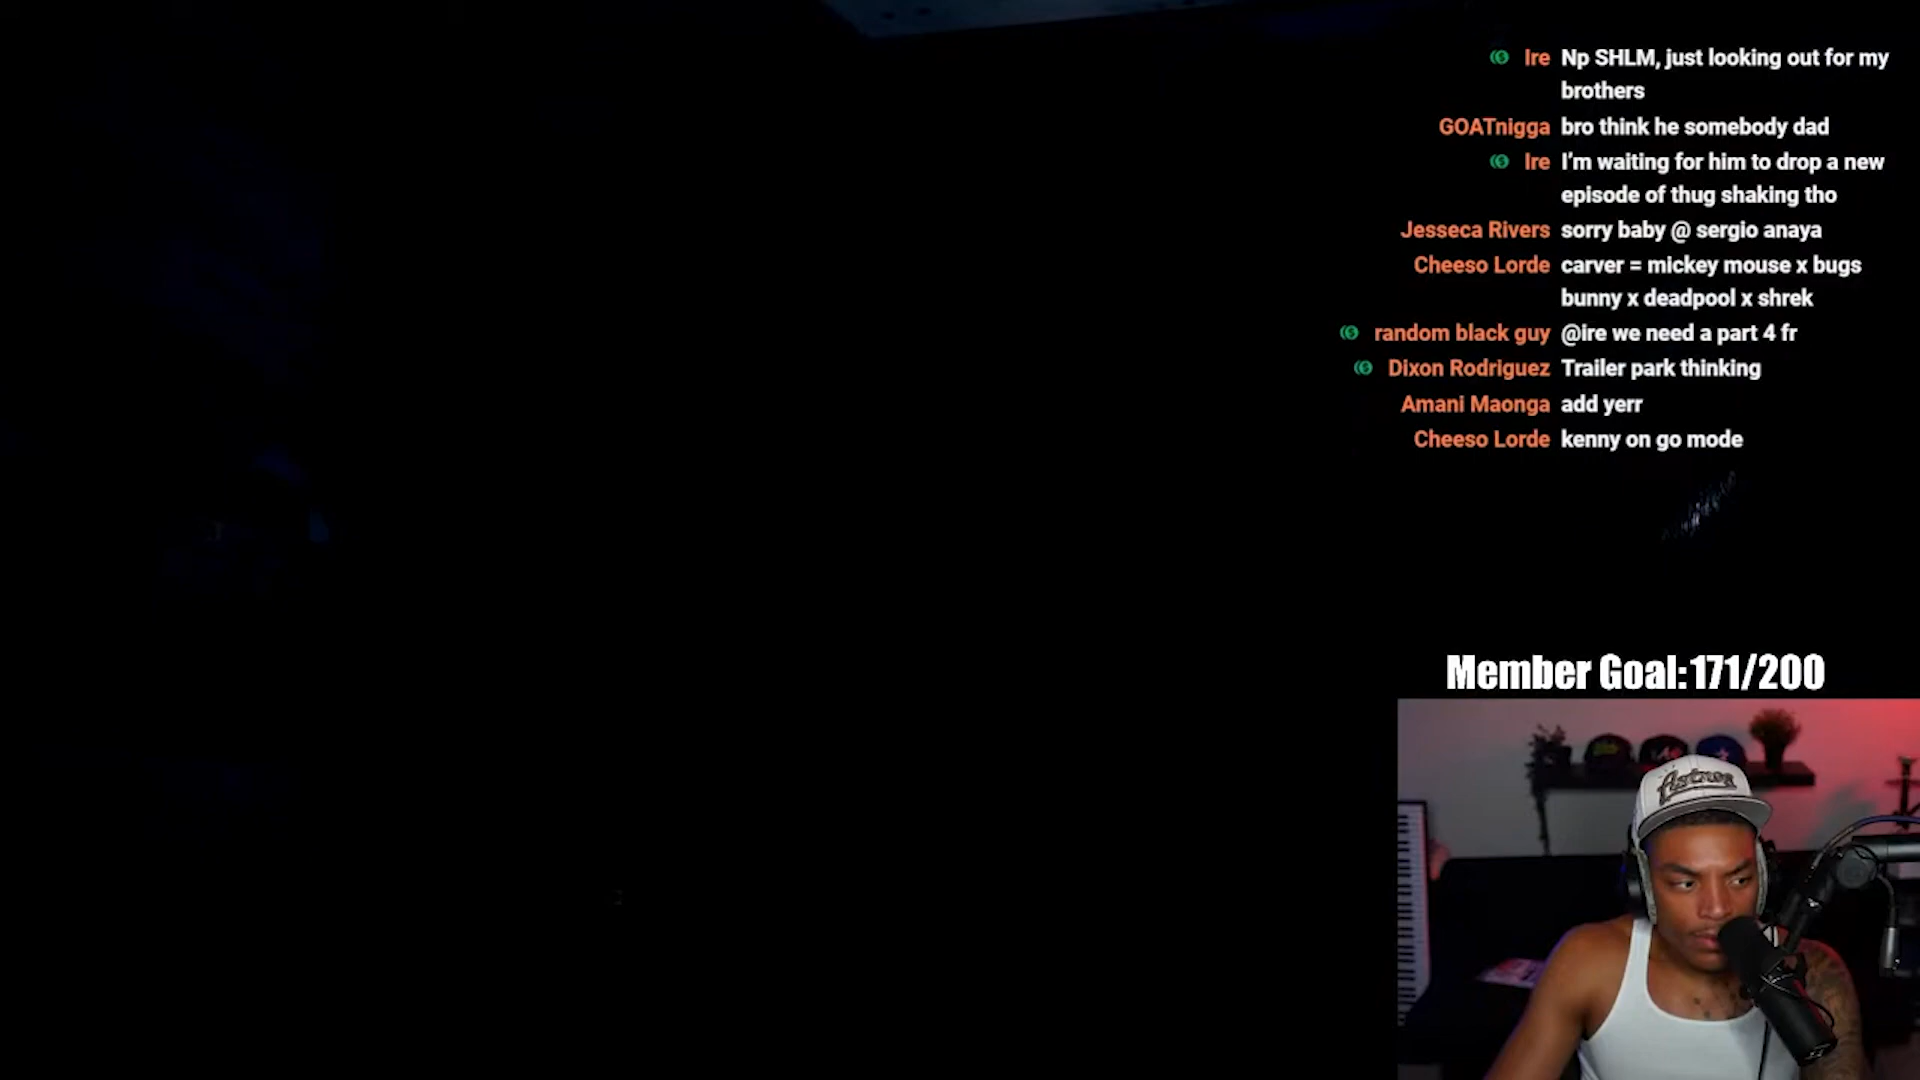 Ire Np SHLM, just looking out for my
brothers
GOATnigga bro think he somebody dad
Ire I'm waiting for him to drop a new
episode of thug shaking tho
Jesseca Rivers sorry baby @ sergio anaya
Cheeso Lorde carver = mickey mouse x bugs
bunny x deadpool x shrek
random black guy @ire we need a part 4 fr
Dixon Rodriguez Trailer park thinking
Amani Maonga add yerr
Cheeso Lorde kenny on go mode
Member Goal:171/200